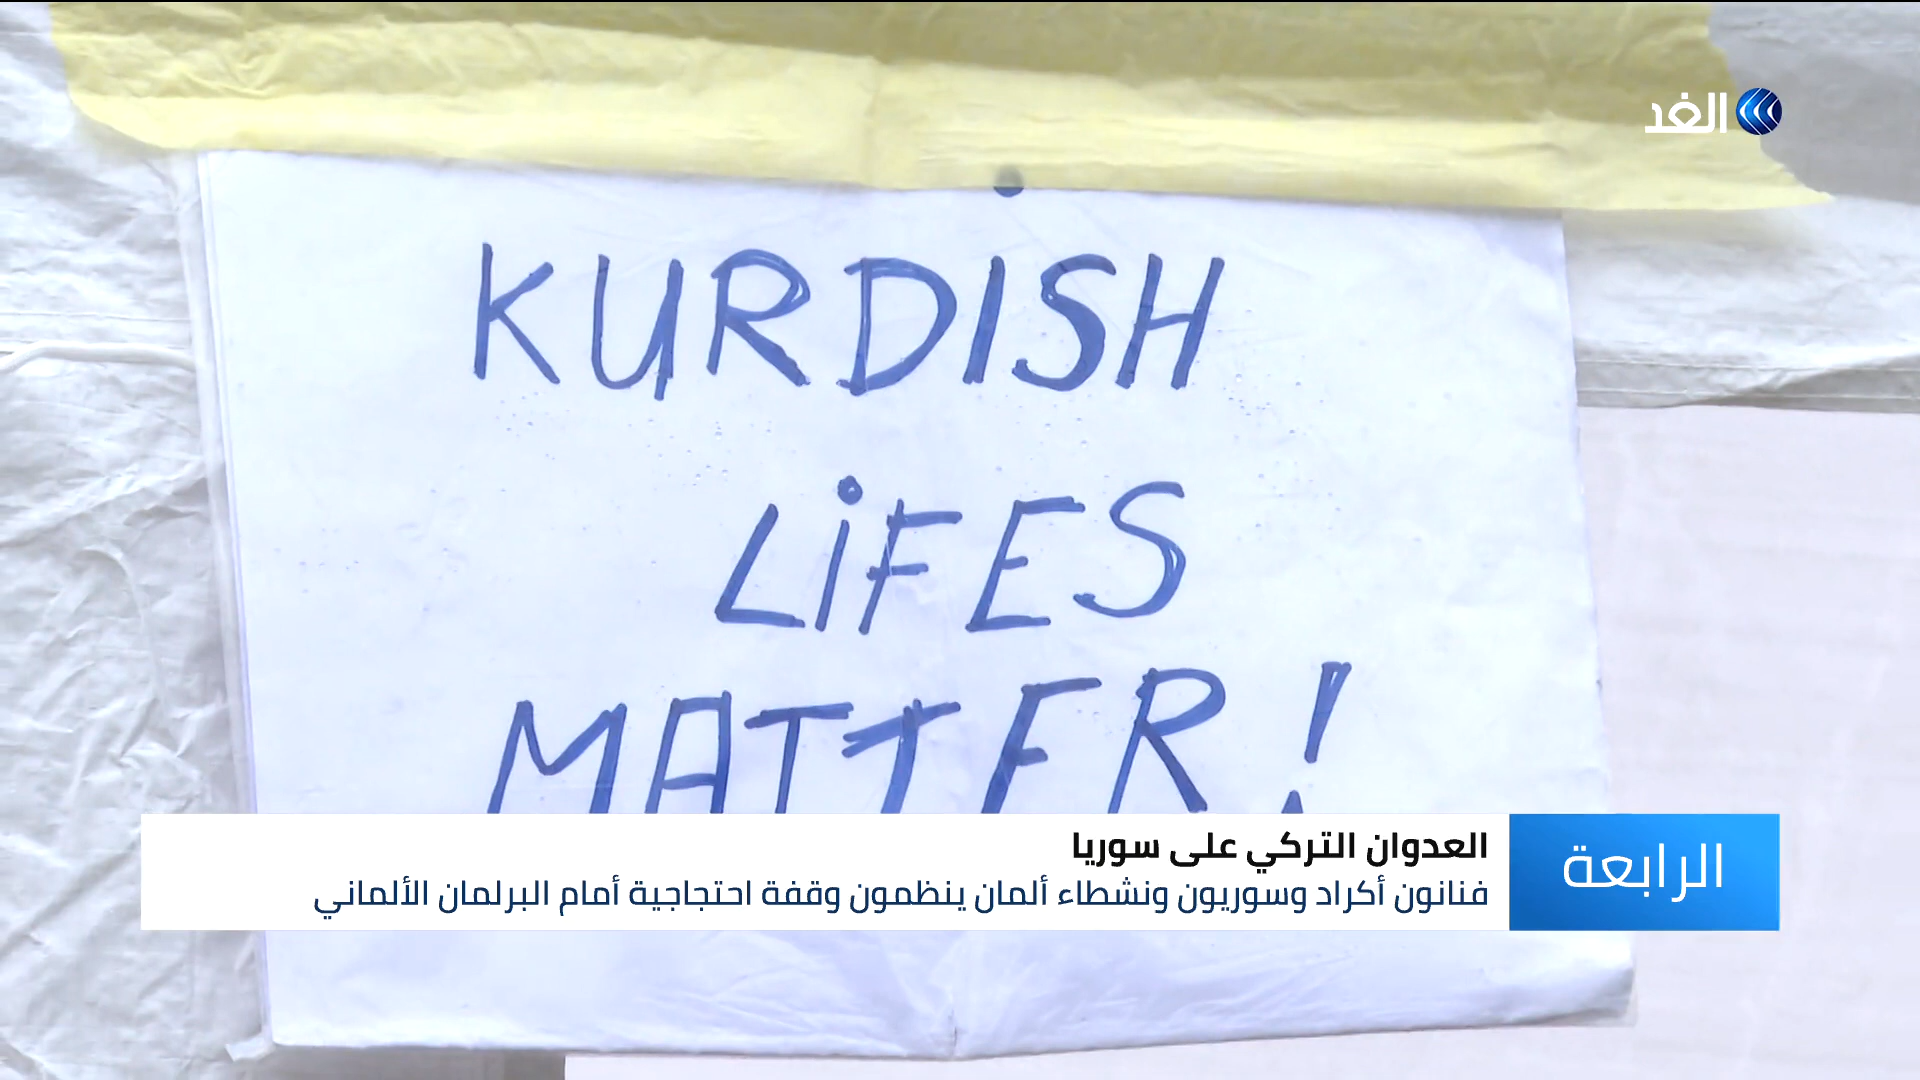 الغد
KURDISH
LiFES
MATTER!
الرابعة
العدوان التركي على سوريا
فنانون أكراد وسوريون ونشطاء ألمان ينظمون وقفة احتجاجية أمام البرلمان الألماني